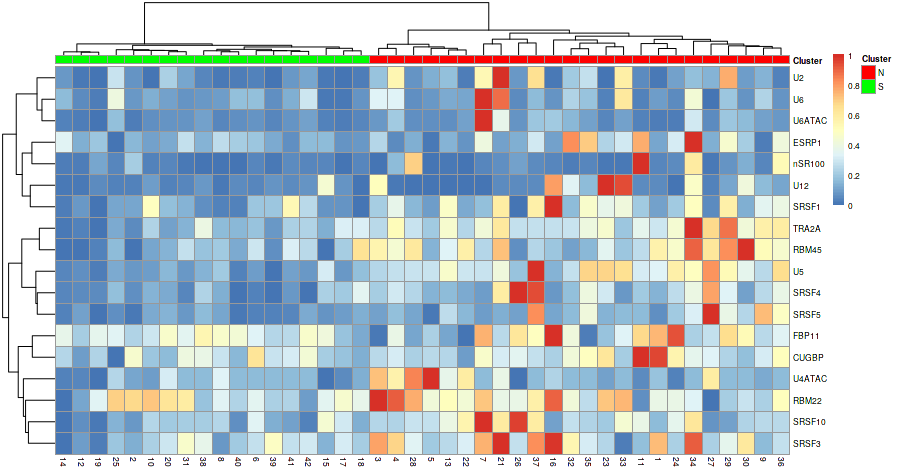 Cluster
1
Cluster
N
U2
0.8
S
U6
0.6
U6ATAC
ESRP1
0.4
nSR100
0.2
U12
0
SRSF1
TRA2A
RBM45
U5
SRSF4
SRSF5
FBP11
CUGBP
U4ATAC
RBM22
SRSF10
SRSF3
14 12 19 25 2 10 20 31 38 8 40 6 39 41 42 15 17 18 3 4 28 5 13 22 7 21 26 37 16 32 35 23 33 11 1 24 34 27 29 30 9 36